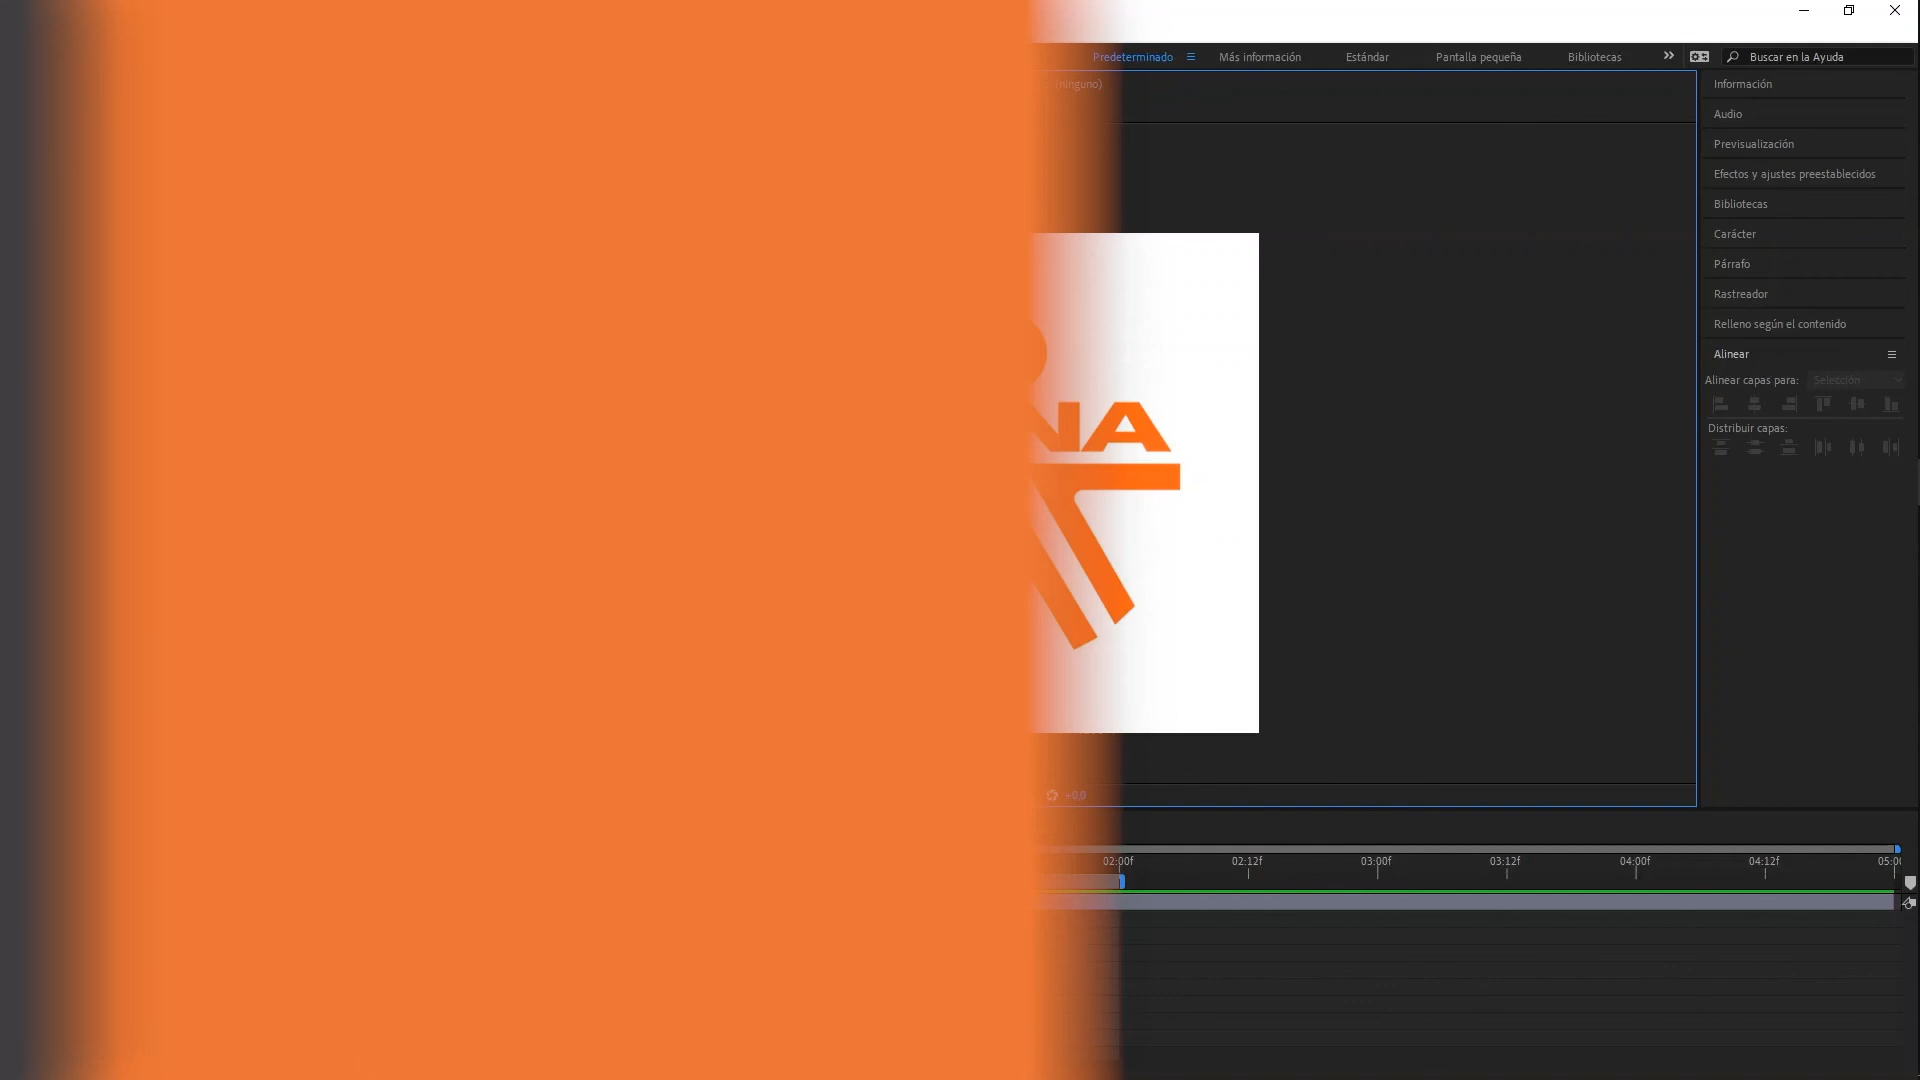 Predeterminado
Más información
Estándar
Pantalla pequeña
Bibliotecas
Buscar en la Ayuda
(ninguno)
Información
Audio
Previsualización
Efectos y ajustes preestablecidos
Bibliotecas
Carácter
Párrafo
Rastreador
Relleno según el contenido
Alinear
Alinear capas para: Selección
Distribuir capas:
NA
+0,0
02:00f
02:12f
03:00f
03:12f
04:00f
04:12f